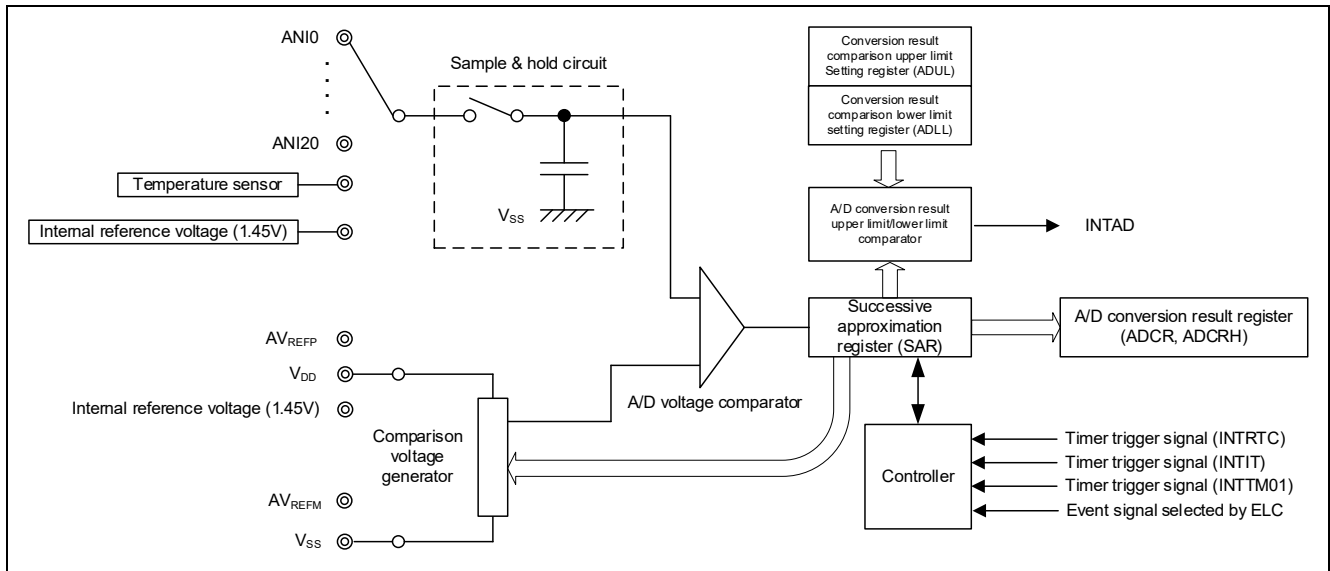 ANI0
ANI20
Temperature sensor
Internal reference voltage (1.45V)
Sample & hold circuit
VSS
Conversion result
comparison upper limit
Setting register (ADUL)
Conversion result
comparison lower limit
setting register (ADLL)
A/D conversion result
upper limit/lower limit
comparator
INTAD
Successive
approximation
register (SAR)
A/D conversion result register
(ADCR, ADCRH)
AVREFP
VDD
Internal reference voltage (1.45V)
A/D voltage comparator
Comparison
voltage
generator
AVREFM
VSS
Controller
Timer trigger signal (INTRTC)
Timer trigger signal (INTIT)
Timer trigger signal (INTTM01)
Event signal selected by ELC